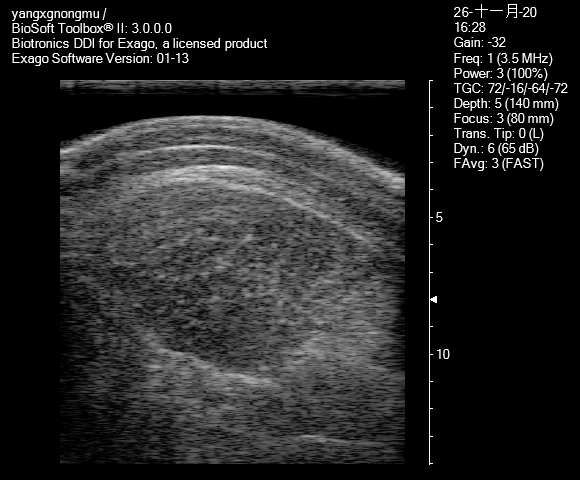 yangxgnongmu /
BioSoft Toolbox® II: 3.0.0.0
Biotronics DDI for Exago, a licensed product
Exago Software Version: 01-13
26-十一月-20
16:28
Gain: -32
Freq: 1 (3.5 MHz)
Power: 3 (100%)
TGC: 72/-16/-64/-72
Depth: 5 (140 mm)
Focus: 3 (80 mm)
Trans. Tip: 0 (L)
Dyn.: 6 (65 dB)
FAvg: 3 (FAST)
5
10